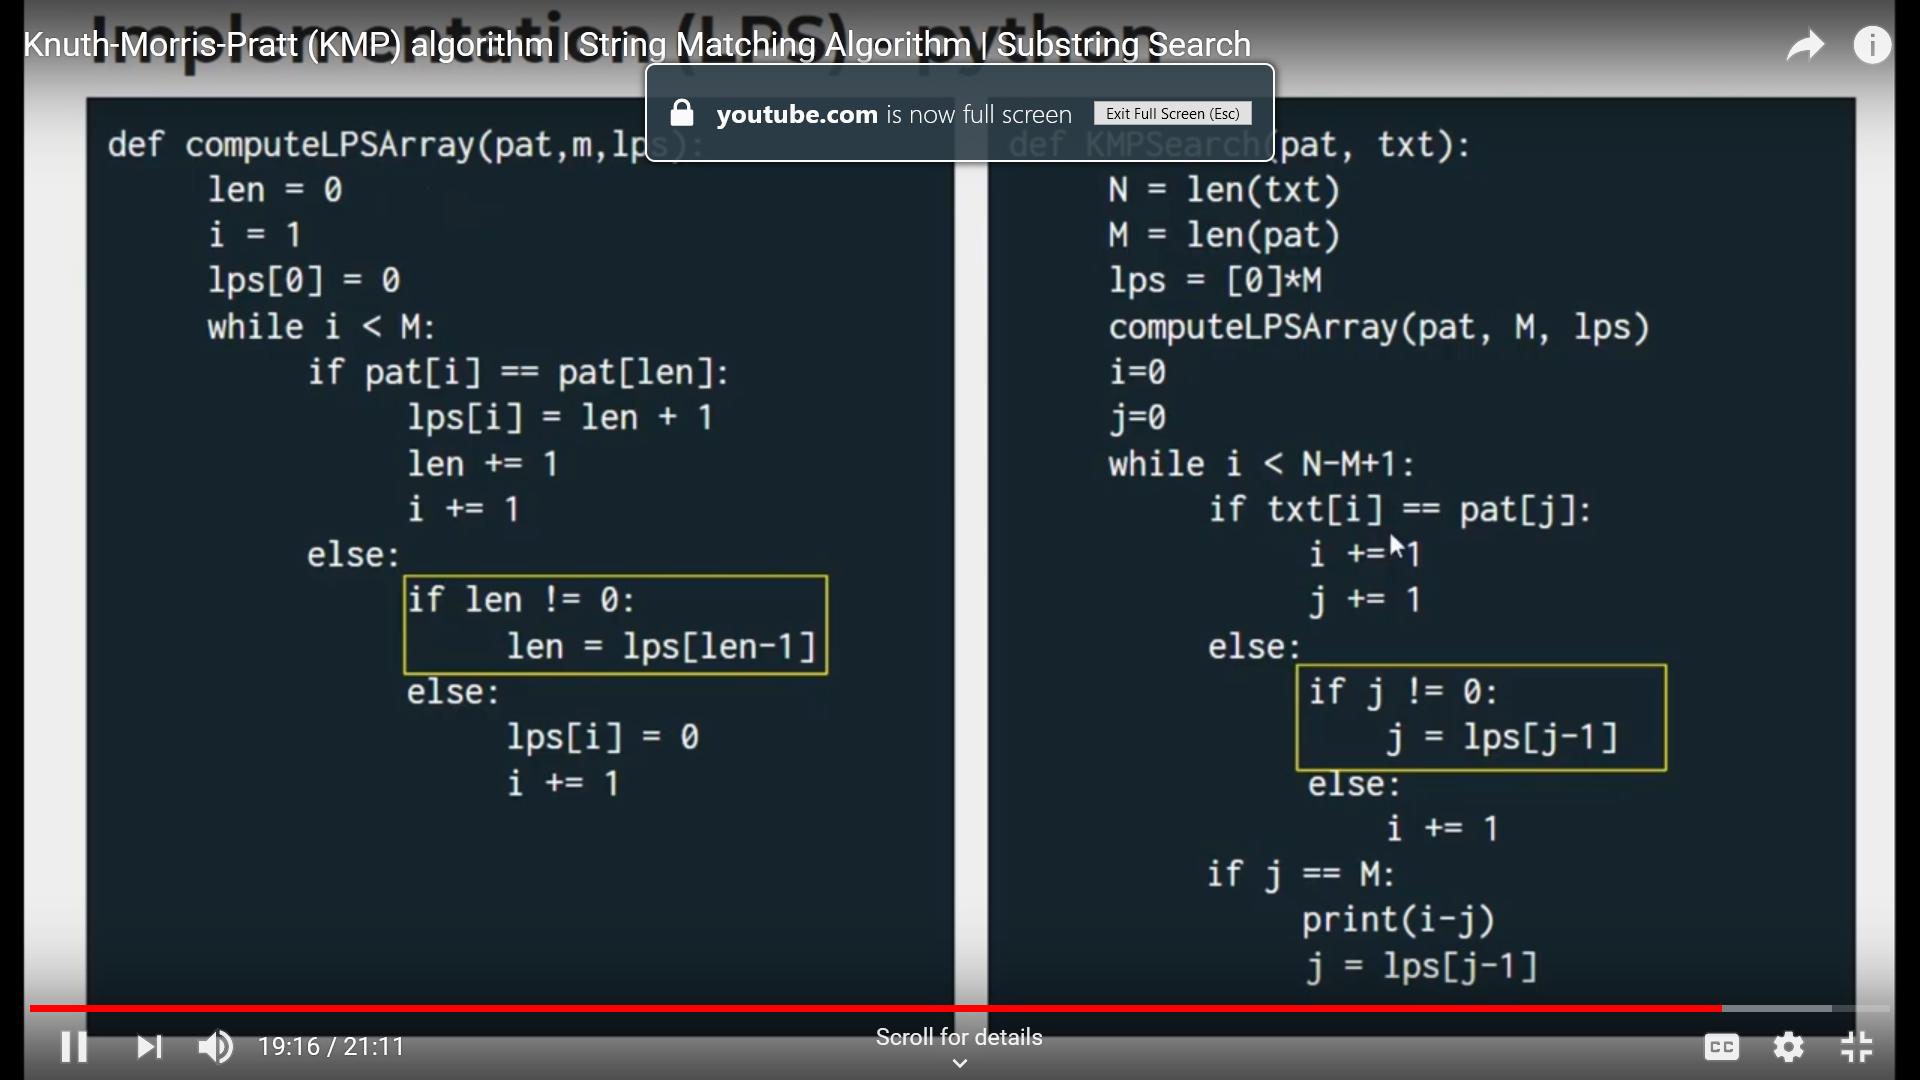 Implementation (LPS) - python
Knuth-Morris-Pratt (KMP) algorithm | String Matching Algorithm | Substring Search
youtube.com is now full screen
Exit Full Screen (Esc)
def computeLPSArray(pat,m,lps):
len = 0
i = 1
lps[0] = 0
while i < M:
if pat[i] == pat[len]:
lps[i] = len + 1
len += 1
i += 1
else:
if len != 0:
len = lps[len-1]
else:
lps[i] = 0
i += 1
def KMPSearch(pat, txt):
N = len(txt)
M = len(pat)
lps = [0]*M
computeLPSArray(pat, M, lps)
i=0
j=0
while i < N-M+1:
if txt[i] == pat[j]:
i += 1
j += 1
else:
if j != 0:
j = lps[j-1]
else:
i += 1
if j == M:
print(i-j)
j = lps[j-1]
19:16 / 21:11
Scroll for details
CC